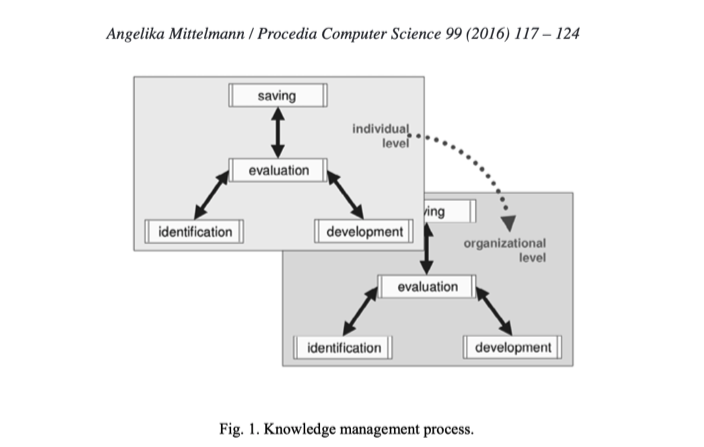 Angelika Mittelmann / Procedia Computer Science 99 (2016) 117 – 124
saving
individual
level
evaluation
identification
development
ving
organizational
level
evaluation
identification
development
Fig. 1. Knowledge management process.